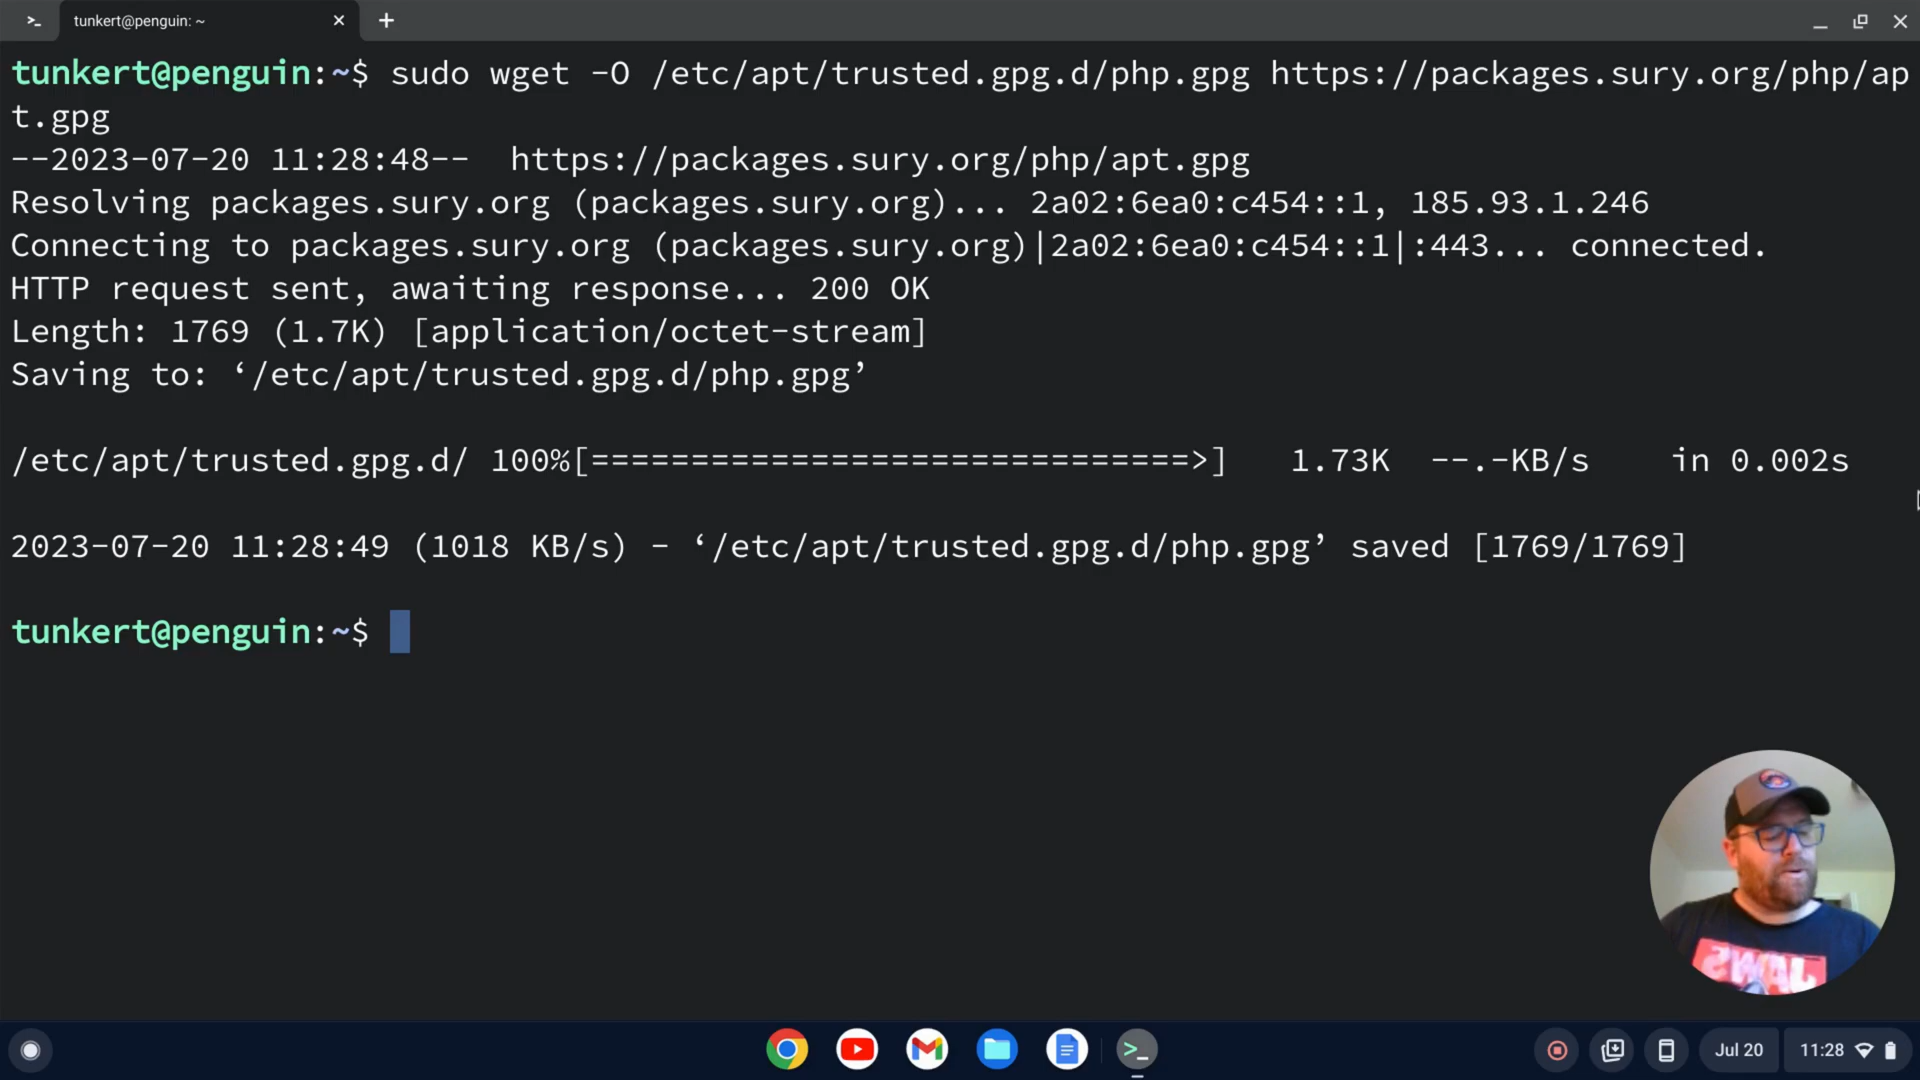 tunkert@penguin: ~
tunkert@penguin:~$ sudo wget -O /etc/apt/trusted.gpg.d/php.gpg https://packages.sury.org/php/ap
t.gpg
--2023-07-20 11:28:48--  https://packages.sury.org/php/apt.gpg
Resolving packages.sury.org (packages.sury.org)... 2a02:6ea0:c454::1, 185.93.1.246
Connecting to packages.sury.org (packages.sury.org)|2a02:6ea0:c454::1|:443... connected.
HTTP request sent, awaiting response... 200 OK
Length: 1769 (1.7K) [application/octet-stream]
Saving to: ‘/etc/apt/trusted.gpg.d/php.gpg’
/etc/apt/trusted.gpg.d/ 100%[==============================>]   1.73K  --.-KB/s    in 0.002s
2023-07-20 11:28:49 (1018 KB/s) - ‘/etc/apt/trusted.gpg.d/php.gpg’ saved [1769/1769]
tunkert@penguin:~$
JAWS
Jul 20
11:28